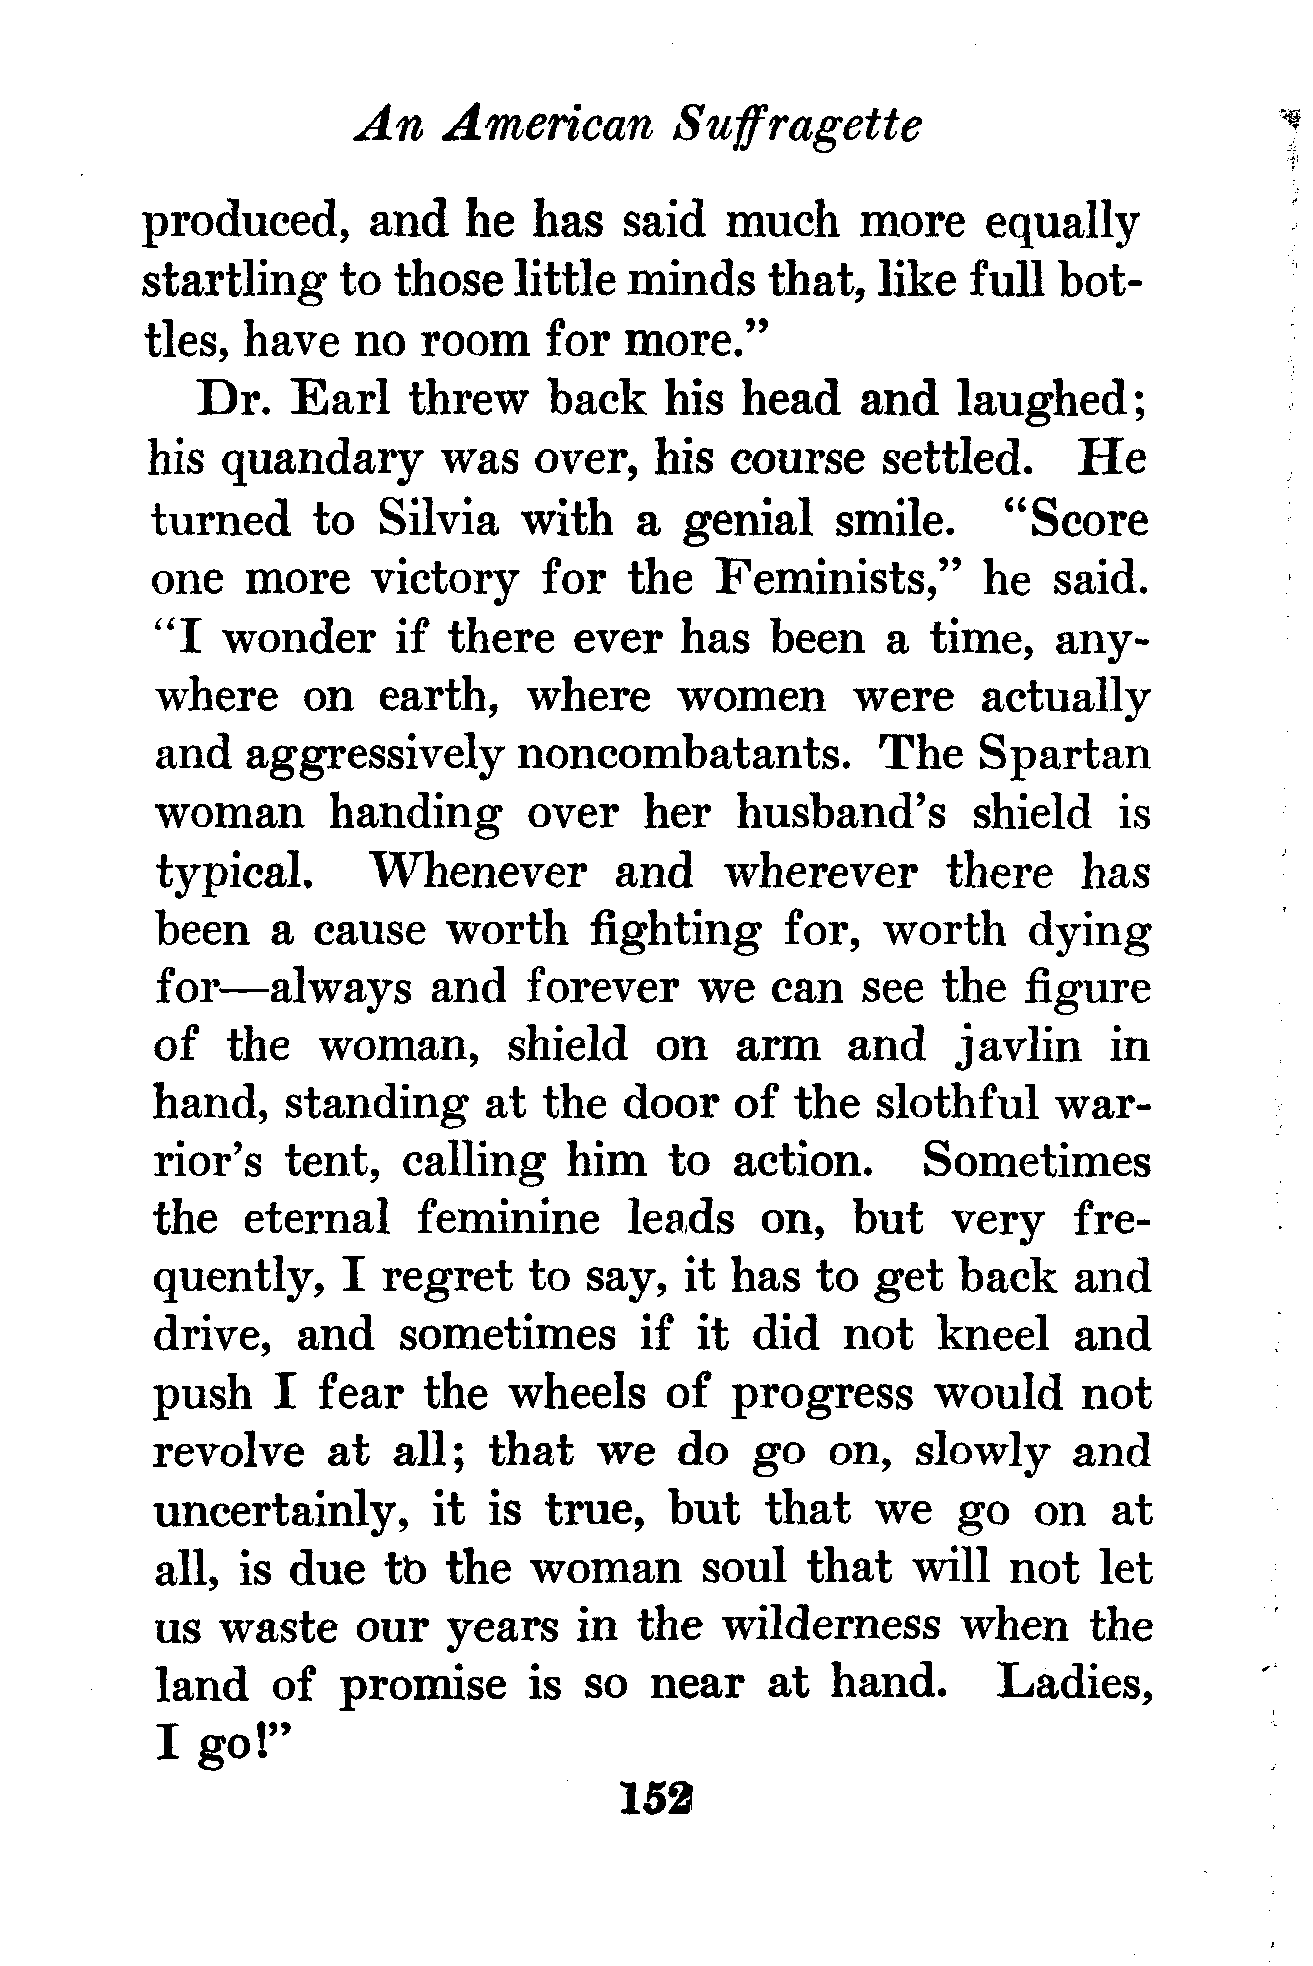 An American Suffragette
produced, and he has said much more equally
startling to those little minds that, like full bot-
tles, have no room for more."
Dr. Earl threw back his head and laughed;
his quandary was over, his course settled. He
turned to Silvia with a genial smile. "Score
one more victory for the Feminists," he said.
"I wonder if there ever has been a time, any-
where on earth, where women were actually
and aggressively noncombatants. The Spartan
woman handing over her husband's shield is
typical. Whenever and wherever there has
been a cause worth fighting for, worth dying
for—always and forever we can see the figure
of the woman, shield on arm and javlin in
hand, standing at the door of the slothful war-
rior's tent, calling him to action. Sometimes
the eternal feminine leads on, but very fre-
quently, I regret to say, it has to get back and
drive, and sometimes if it did not kneel and
push I fear the wheels of progress would not
revolve at all; that we do go on, slowly and
uncertainly, it is true, but that we go on at
all, is due to the woman soul that will not let
us waste our years in the wilderness when the
land of promise is so near at hand. Ladies,
I go!"
152